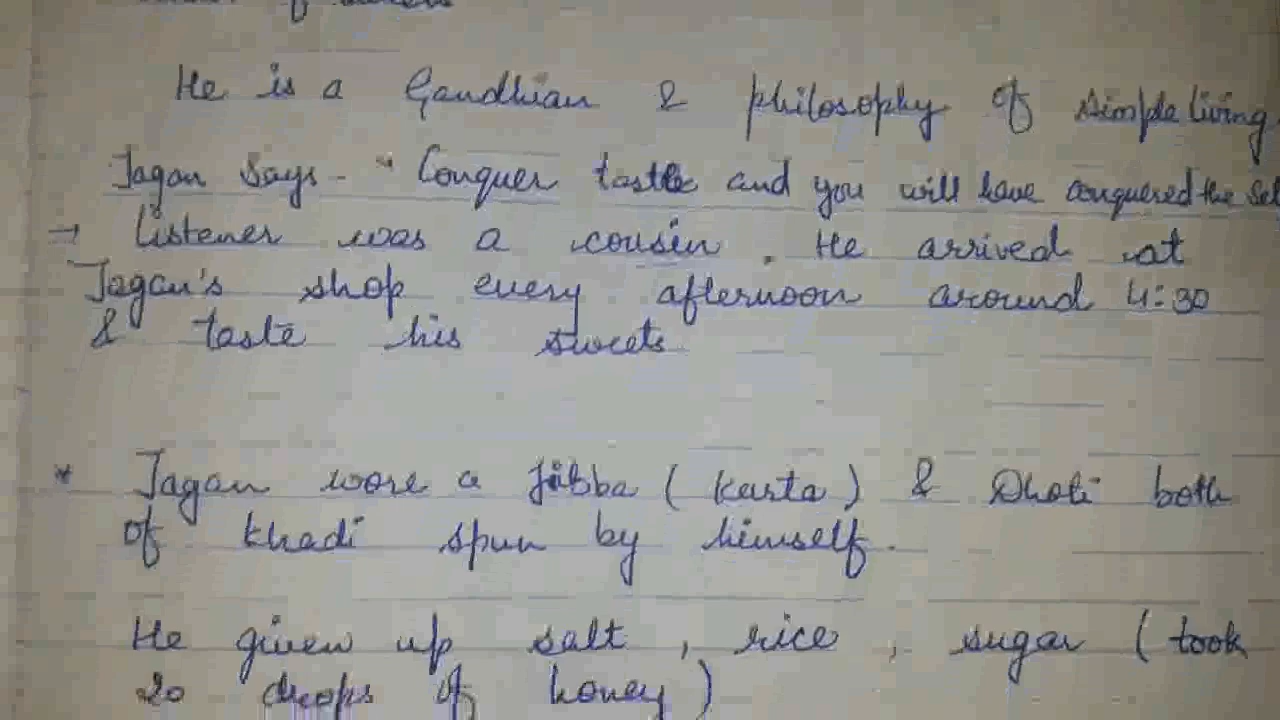 He is a Gandhian & philosophy of simple living.
Jagan says - " Conquer taste and you will have conquered the Sel
→ listener was a cousin. He arrived at
Jagan's shop every afternoon around 4:30
& taste his sweets
* Jagan wore a Jibba ( Kurta ) & Dhoti both
of khadi spun by himself.
He given up salt , rice , sugar ( took
20 drops of honey )